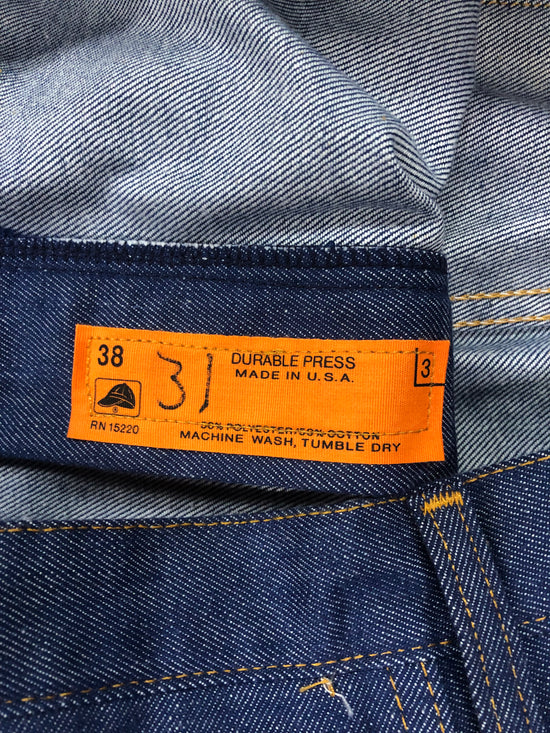 38
31
DURABLE PRESS
MADE IN U.S.A.
3
RN 15220
MACHINE WASH, TUMBLE DRY